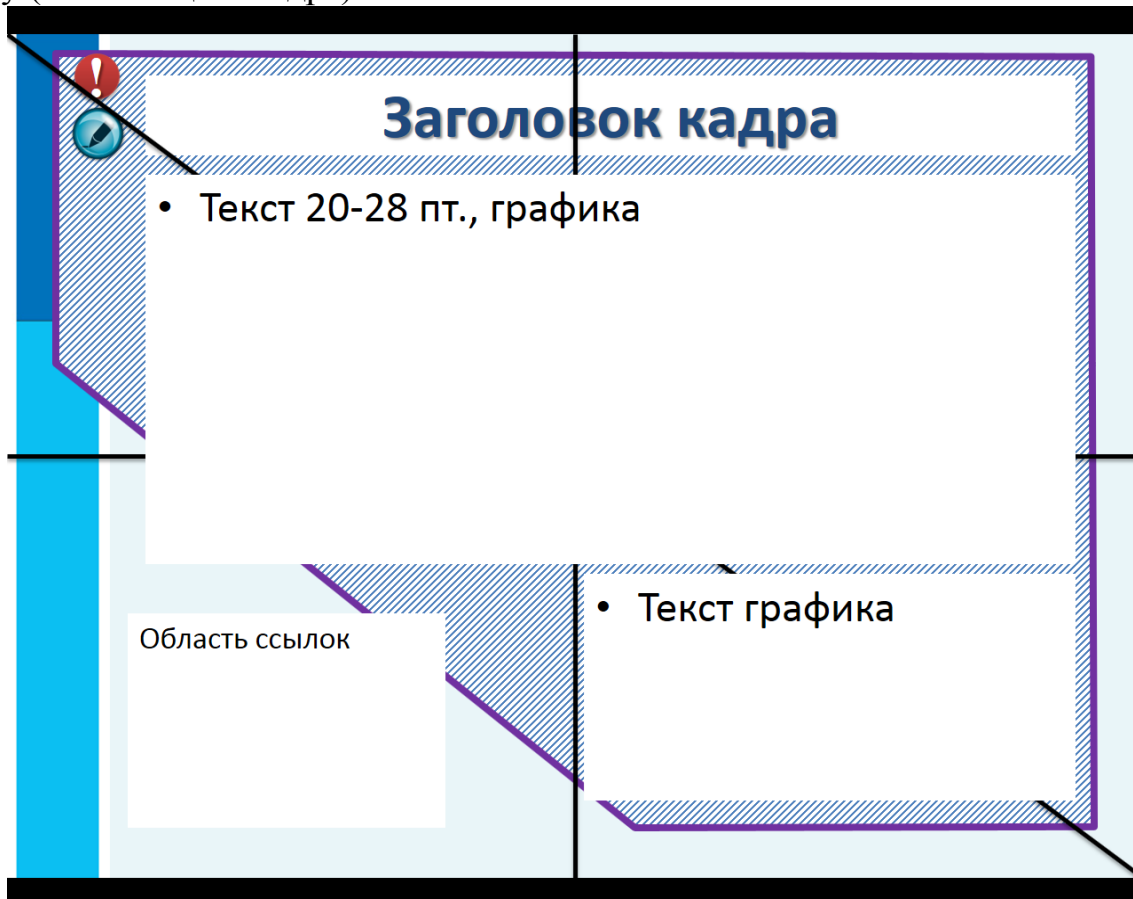 Заголовок кадра
• Текст 20-28 пт., графика
• Текст графика
Область ссылок